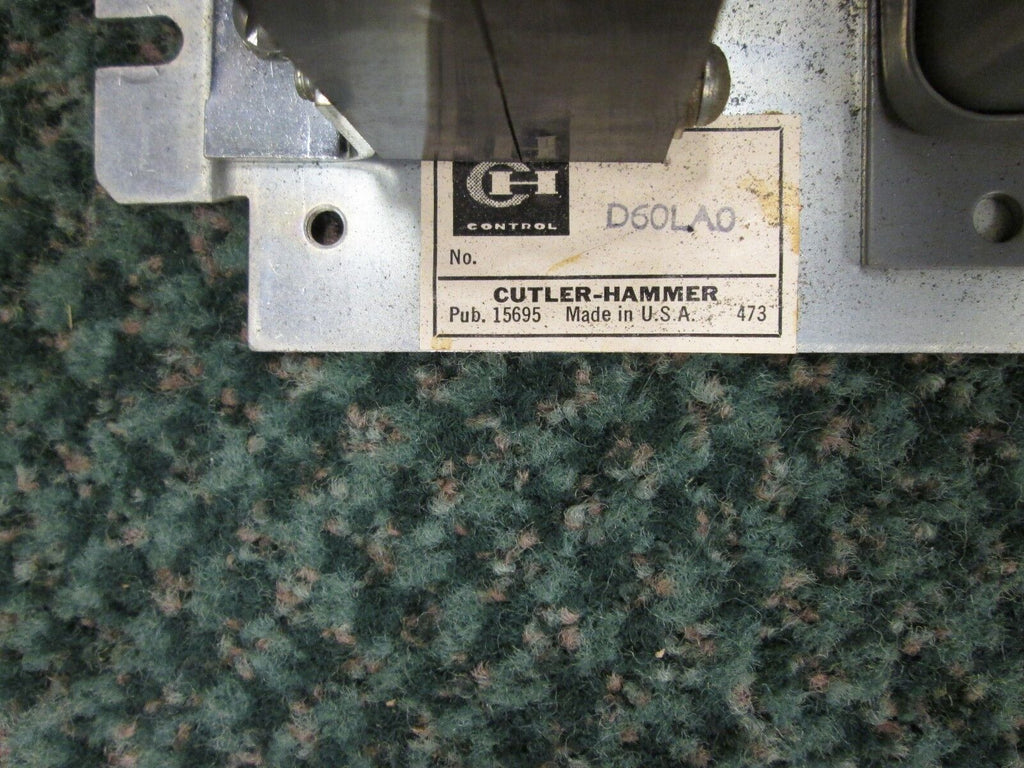 CH
CONTROL
D60LA0
No.
CUTLER-HAMMER
Pub. 15695 Made in U.S.A. 473